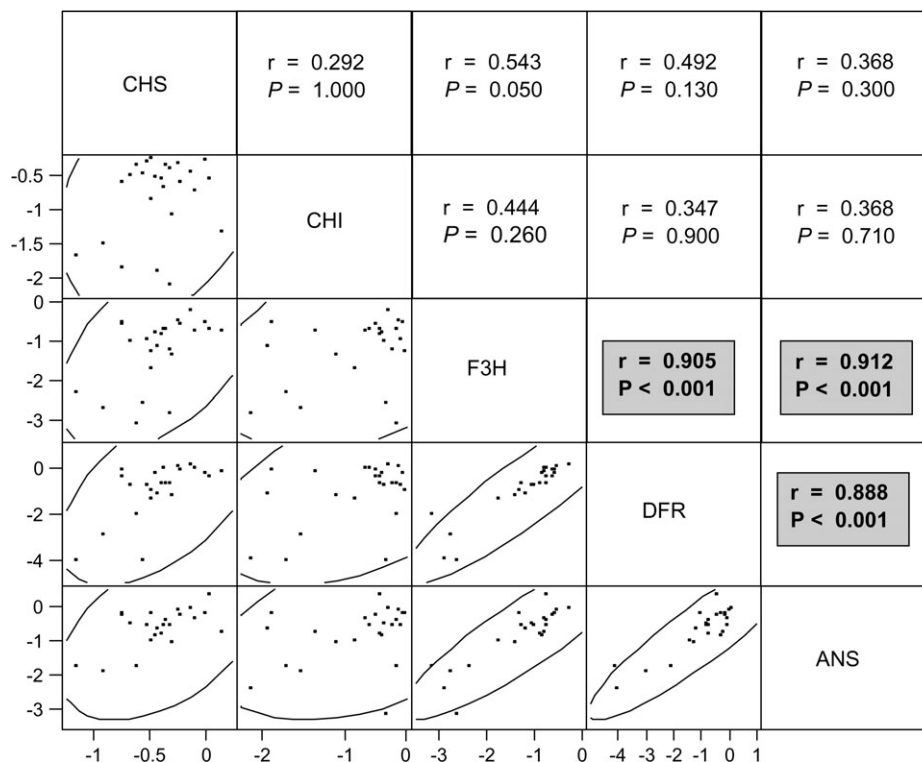 CHS
r = 0.292
P = 1.000
r = 0.543
P = 0.050
r = 0.492
P = 0.130
r = 0.368
P = 0.300
-0.5
-1
-1.5
-2
CHI
r = 0.444
P = 0.260
r = 0.347
P = 0.900
r = 0.368
P = 0.710
0
-1
-2
-3
F3H
r = 0.905
P < 0.001
r = 0.912
P < 0.001
0
-2
-4
DFR
r = 0.888
P < 0.001
0
-1
-2
-3
ANS
-1 -0.5 0
-2 -1 0
-3 -2 -1 0
-4 -3 -2 -1 0 1